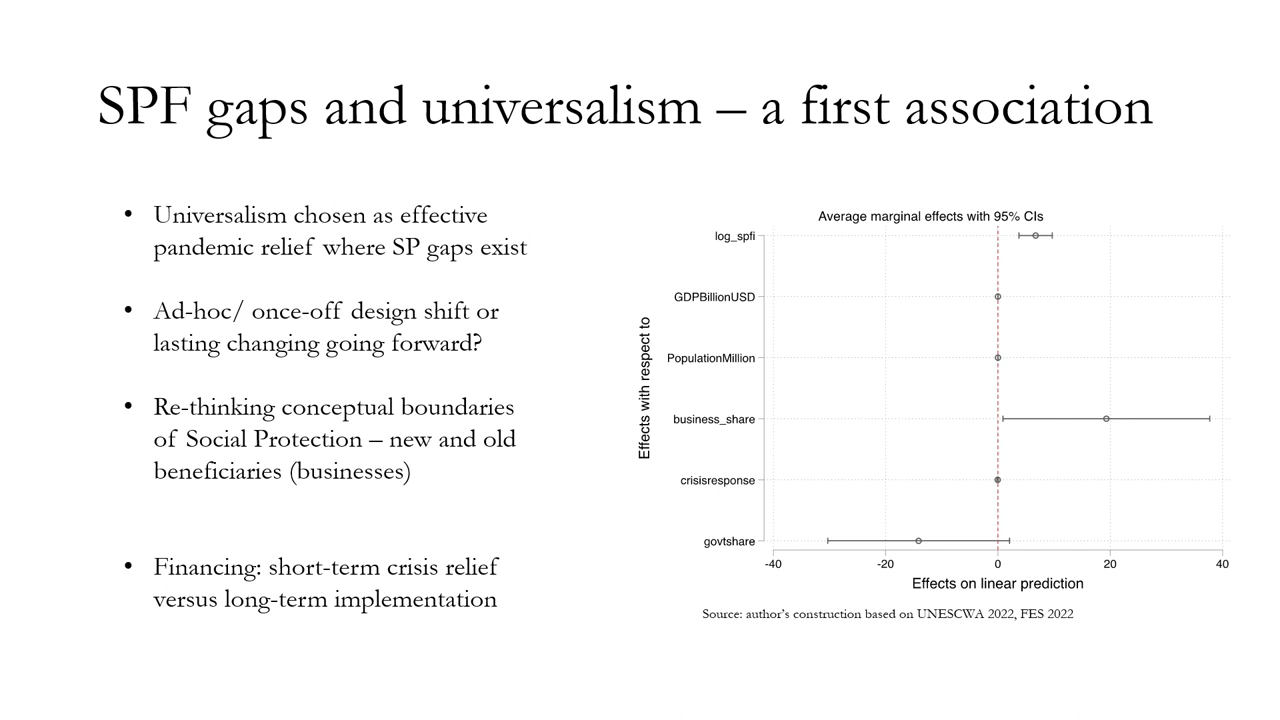 SPF gaps and universalism – a first association
• Universalism chosen as effective
pandemic relief where SP gaps exist
• Ad-hoc/ once-off design shift or
lasting changing going forward?
• Re-thinking conceptual boundaries
of Social Protection – new and old
beneficiaries (businesses)
• Financing: short-term crisis relief
versus long-term implementation
Average marginal effects with 95% CIs
Effects with respect to
log_spfi
GDPBillionUSD
PopulationMillion
business_share
crisisresponse
govtshare
-40 -20 0 20 40
Effects on linear prediction
Source: author's construction based on UNESCWA 2022, FES 2022